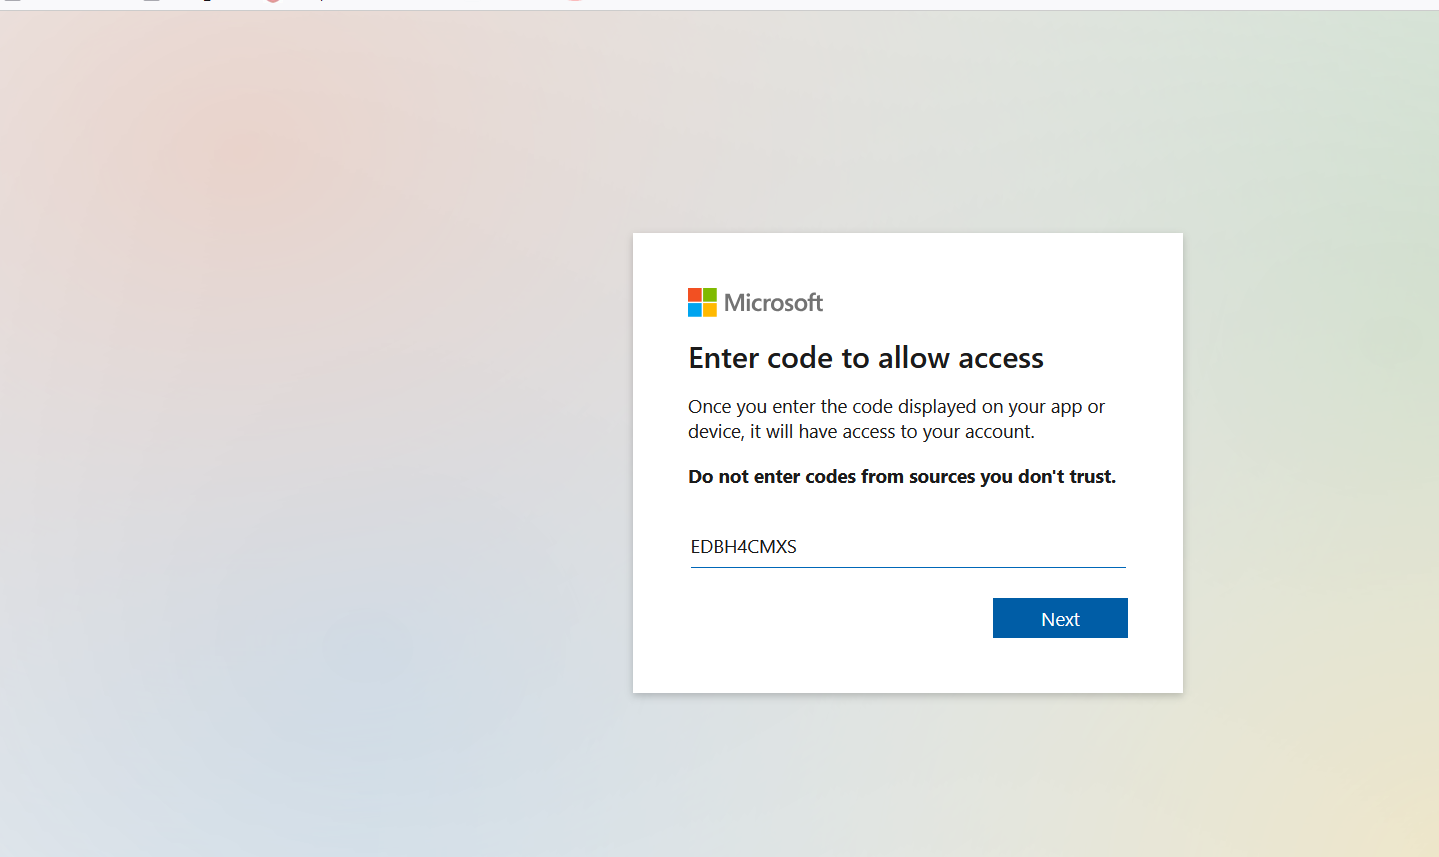 Microsoft
Enter code to allow access
Once you enter the code displayed on your app or
device, it will have access to your account.
Do not enter codes from sources you don't trust.
EDBH4CMXS
Next